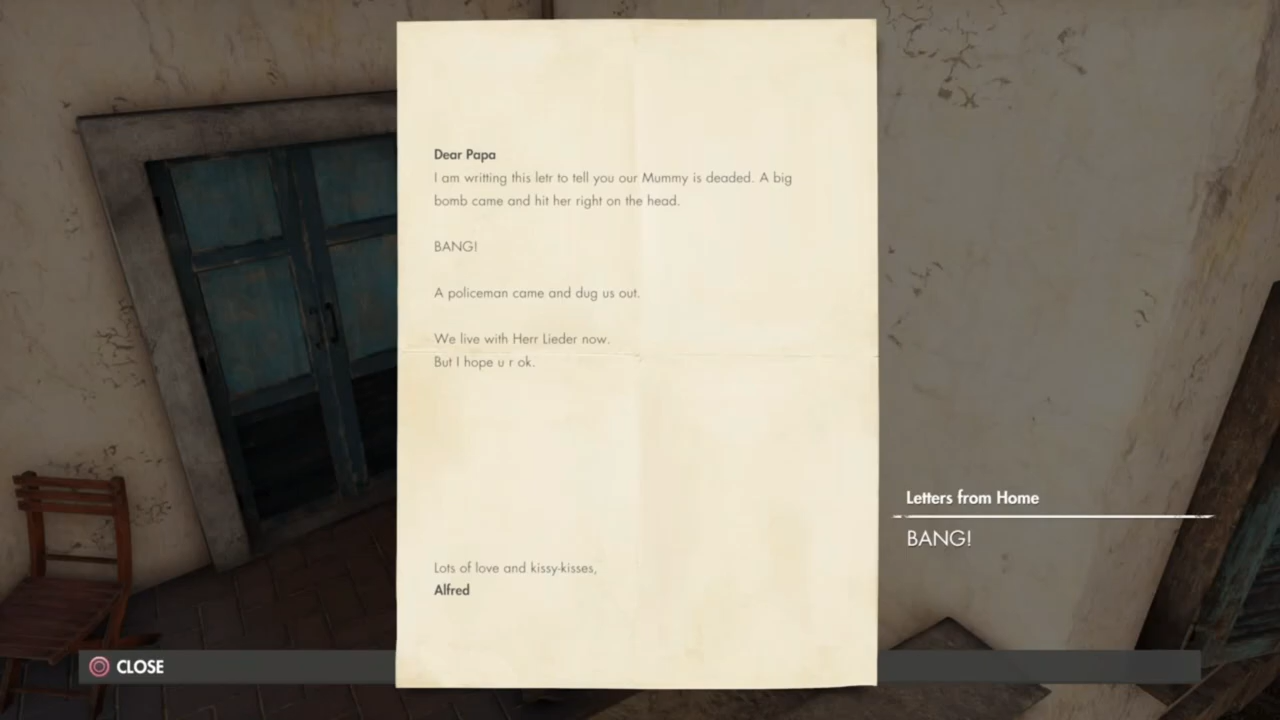 Dear Papa
I am writting this letr to tell you our Mummy is deaded. A big
bomb came and hit her right on the head.
BANG!
A policeman came and dug us out.
We live with Herr Lieder now.
But I hope u r ok.
Lots of love and kissy-kisses,
Alfred
Letters from Home
BANG!
CLOSE